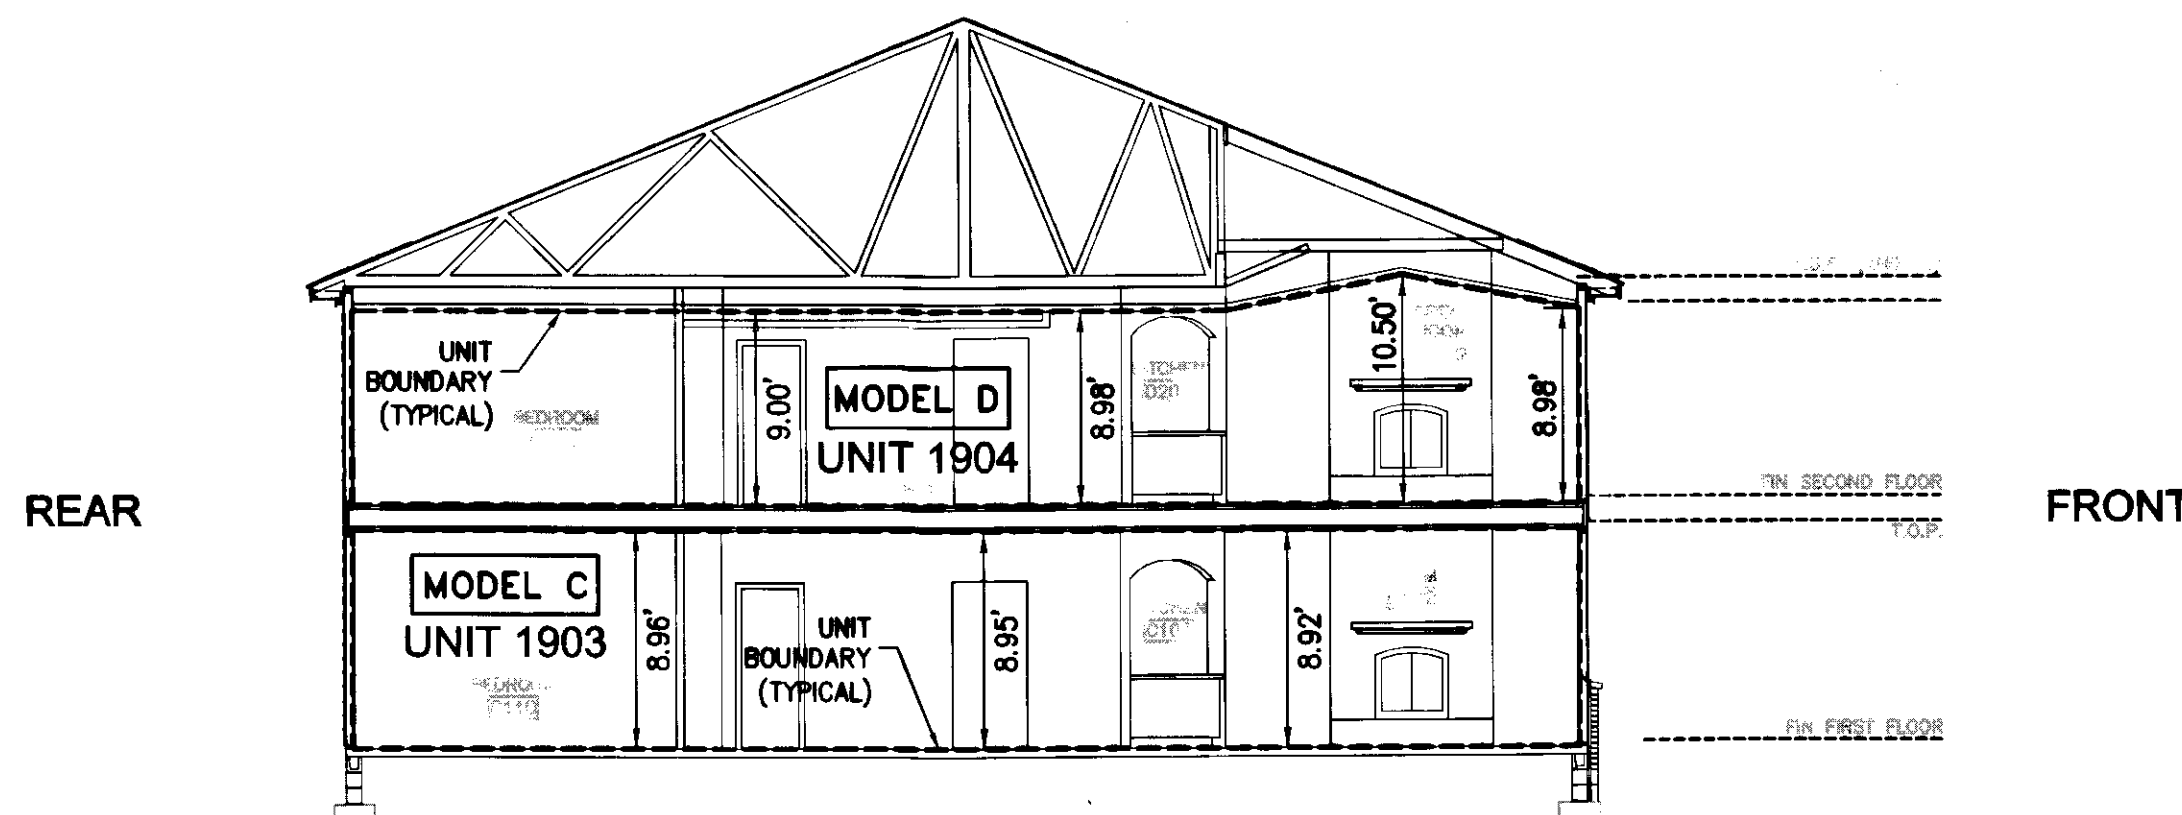 UNIT
BOUNDARY
(TYPICAL)
BEDROOM
9.00'
MODEL D
UNIT 1904
8.98'
10.50'
8.98'
REAR
FIN SECOND FLOOR
FRONT
T.O.P.
MODEL C
UNIT 1903
8.96'
UNIT
BOUNDARY
(TYPICAL)
8.95'
8.92'
FIN FIRST FLOOR